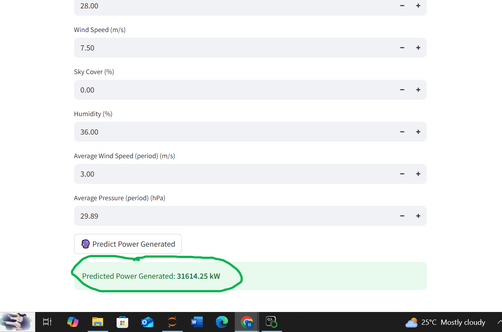 28.00
Wind Speed (m/s)
7.50
Sky Cover (%)
0.00
Humidity (%)
36.00
Average Wind Speed (period) (m/s)
3.00
Average Pressure (period) (hPa)
29.89
Predict Power Generated
Predicted Power Generated: 31614.25 kW
25°C Mostly cloudy